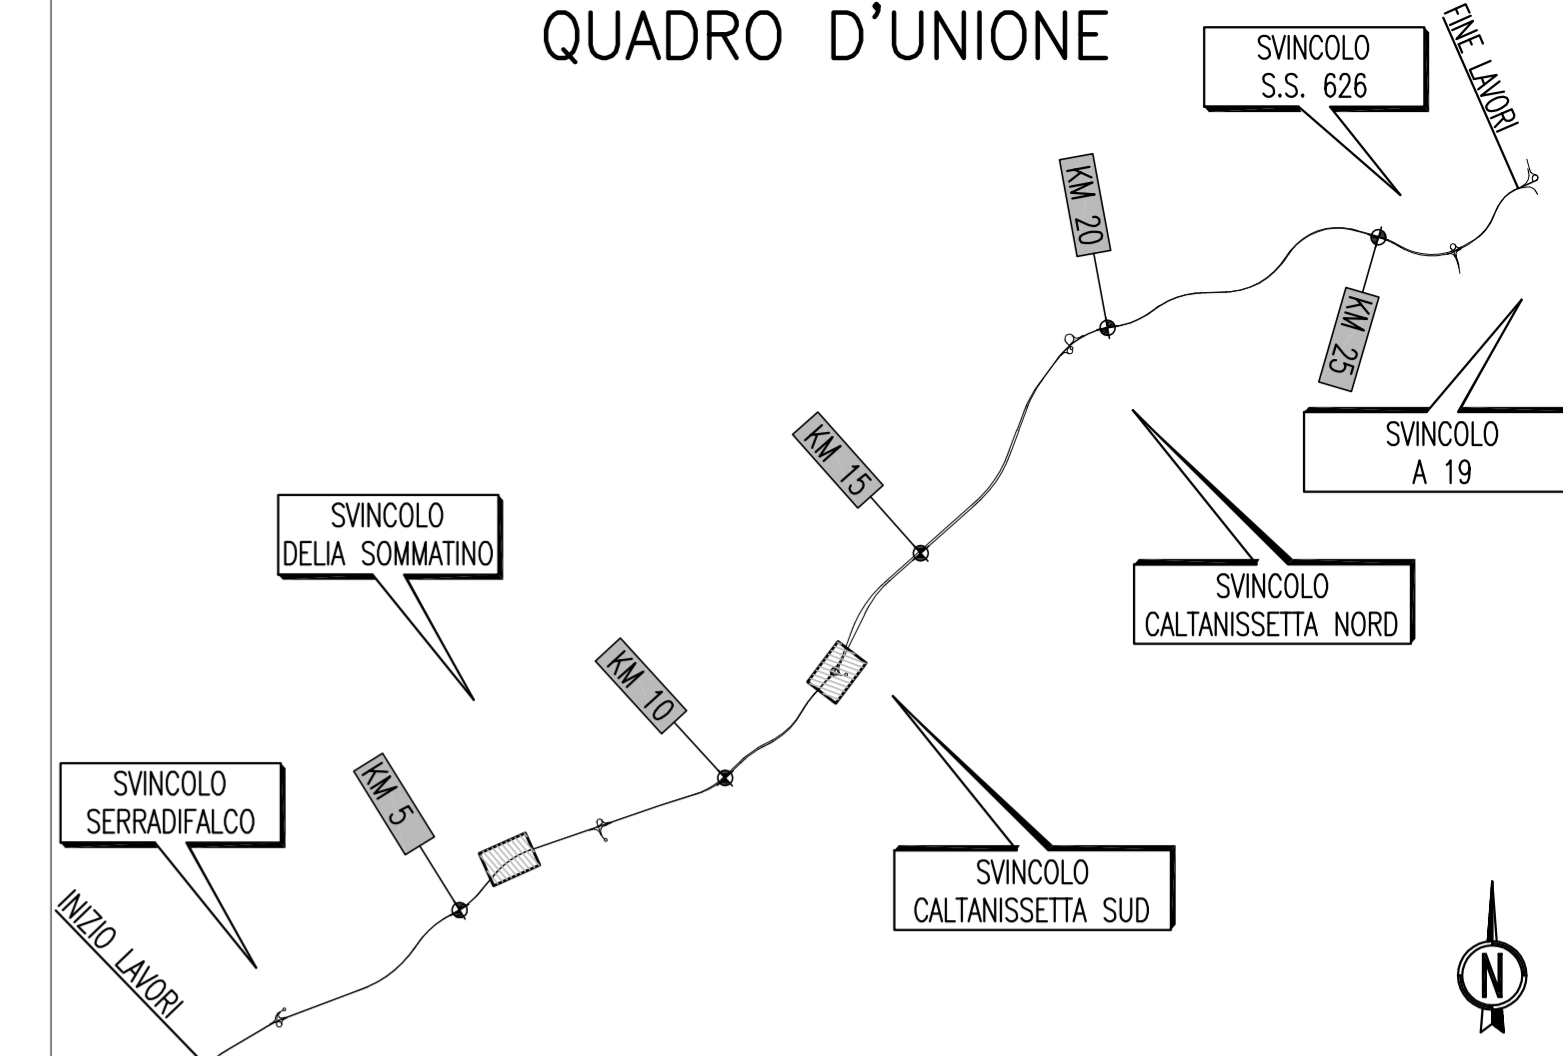 QUADRO D'UNIONE
SVINCOLO
S.S. 626
FINE LAVORI
KM 20
KM 25
SVINCOLO
A 19
KM 15
SVINCOLO
DELIA SOMMATINO
SVINCOLO
CALTANISSETTA NORD
KM 10
KM 5
SVINCOLO
SERRADIFALCO
SVINCOLO
CALTANISSETTA SUD
INIZIO LAVORI
N